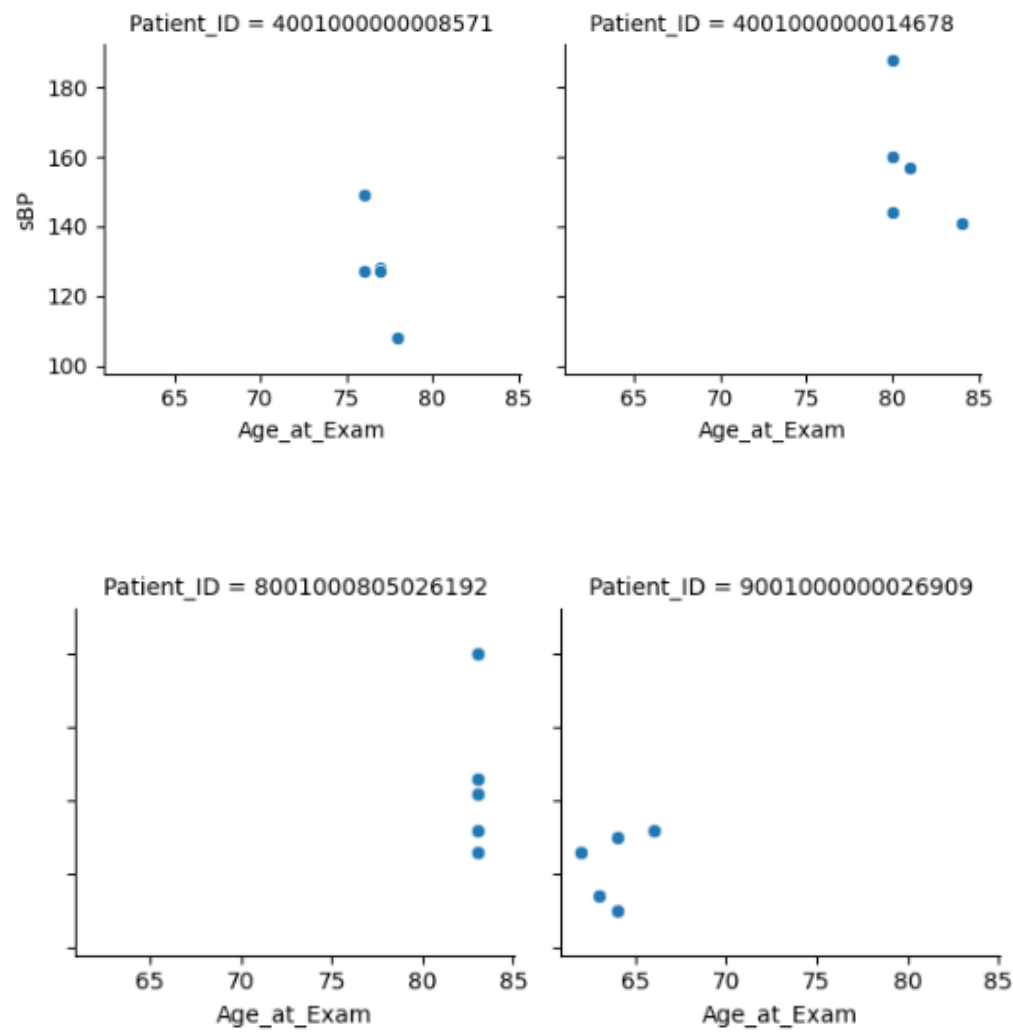 Patient_ID = 4001000000008571
180
160
140
120
100
sBP
65 70 75 80 85
Age_at_Exam
Patient_ID = 4001000000014678
65 70 75 80 85
Age_at_Exam
Patient_ID = 8001000805026192
65 70 75 80 85
Age_at_Exam
Patient_ID = 9001000000026909
65 70 75 80 85
Age_at_Exam